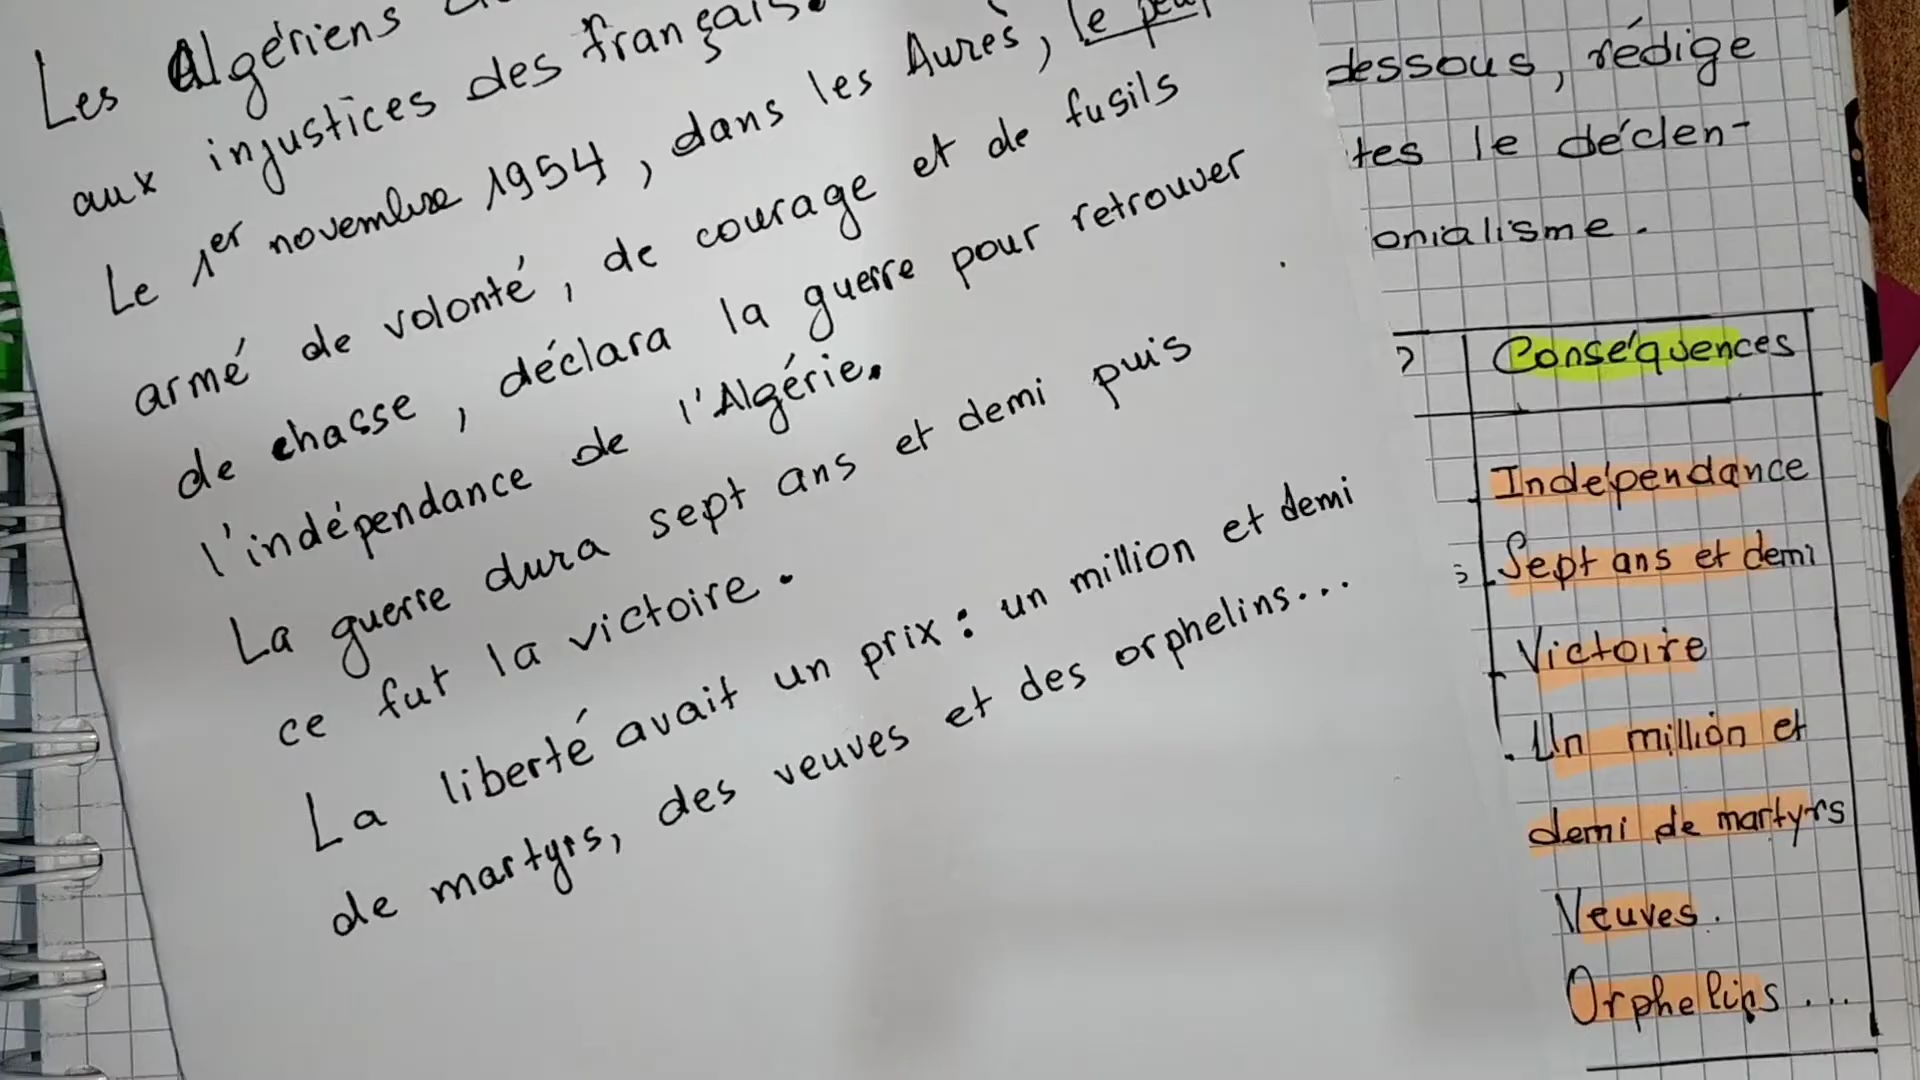 Les Algériens
aux injustices des français.
Le 1er novembre 1954, dans les Aurès, le
armé de volonté, de courage et de fusils
de chasse, déclara la guerre pour retrouver
l'indépendance de l'Algérie.
La guerre dura sept ans et demi puis
ce fut la victoire.
La liberté avait un prix : un million et demi
de martyrs, des veuves et des orphelins...
dessous, rédige
tes le déclen-
onialisme.
Conséquences
Indépendance
Sept ans et demi
Victoire
. Un million et
demi de martyrs
Veuves.
Orphelins...